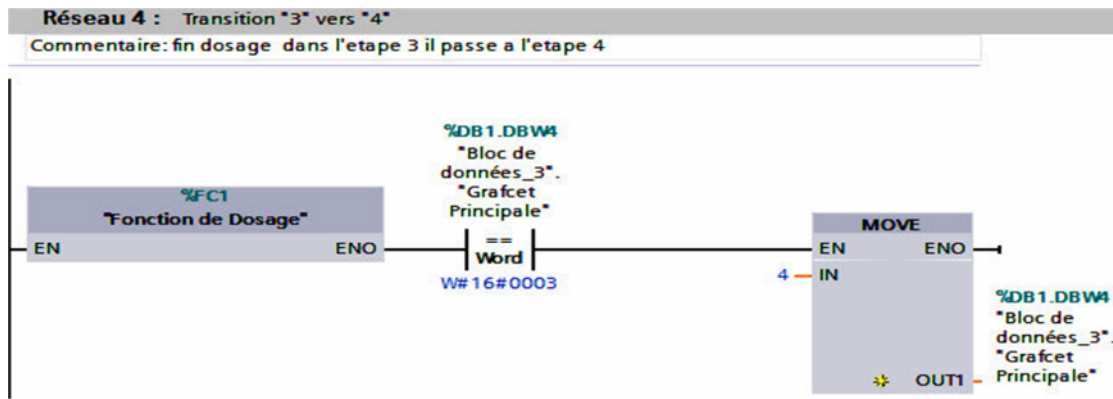 Réseau 4 : Transition "3" vers "4"
Commentaire: fin dosage dans l'etape 3 il passe a l'etape 4
%DB1.DBW4
"Bloc de
données_3".
"Grafcet
Principale"
%FC1
"Fonction de Dosage"
EN ENO
==
Word
W#16#0003
MOVE
EN ENO
4 IN
%DB1.DBW4
"Bloc de
données_3".
"Grafcet
Principale"
OUT1